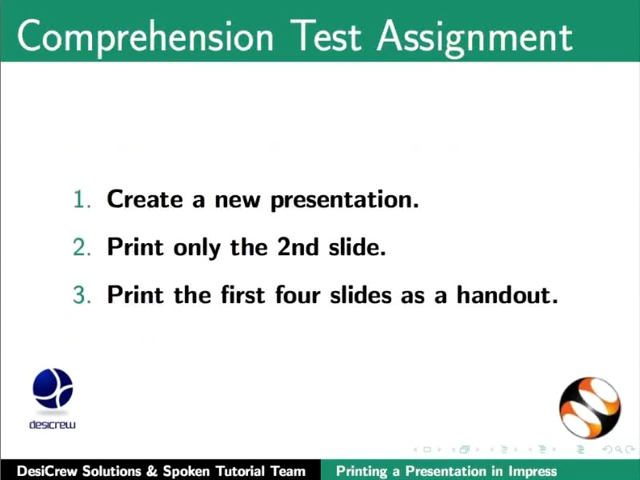 Comprehension Test Assignment
1. Create a new presentation.
2. Print only the 2nd slide.
3. Print the first four slides as a handout.
desicrew
DesiCrew Solutions & Spoken Tutorial Team Printing a Presentation in Impress